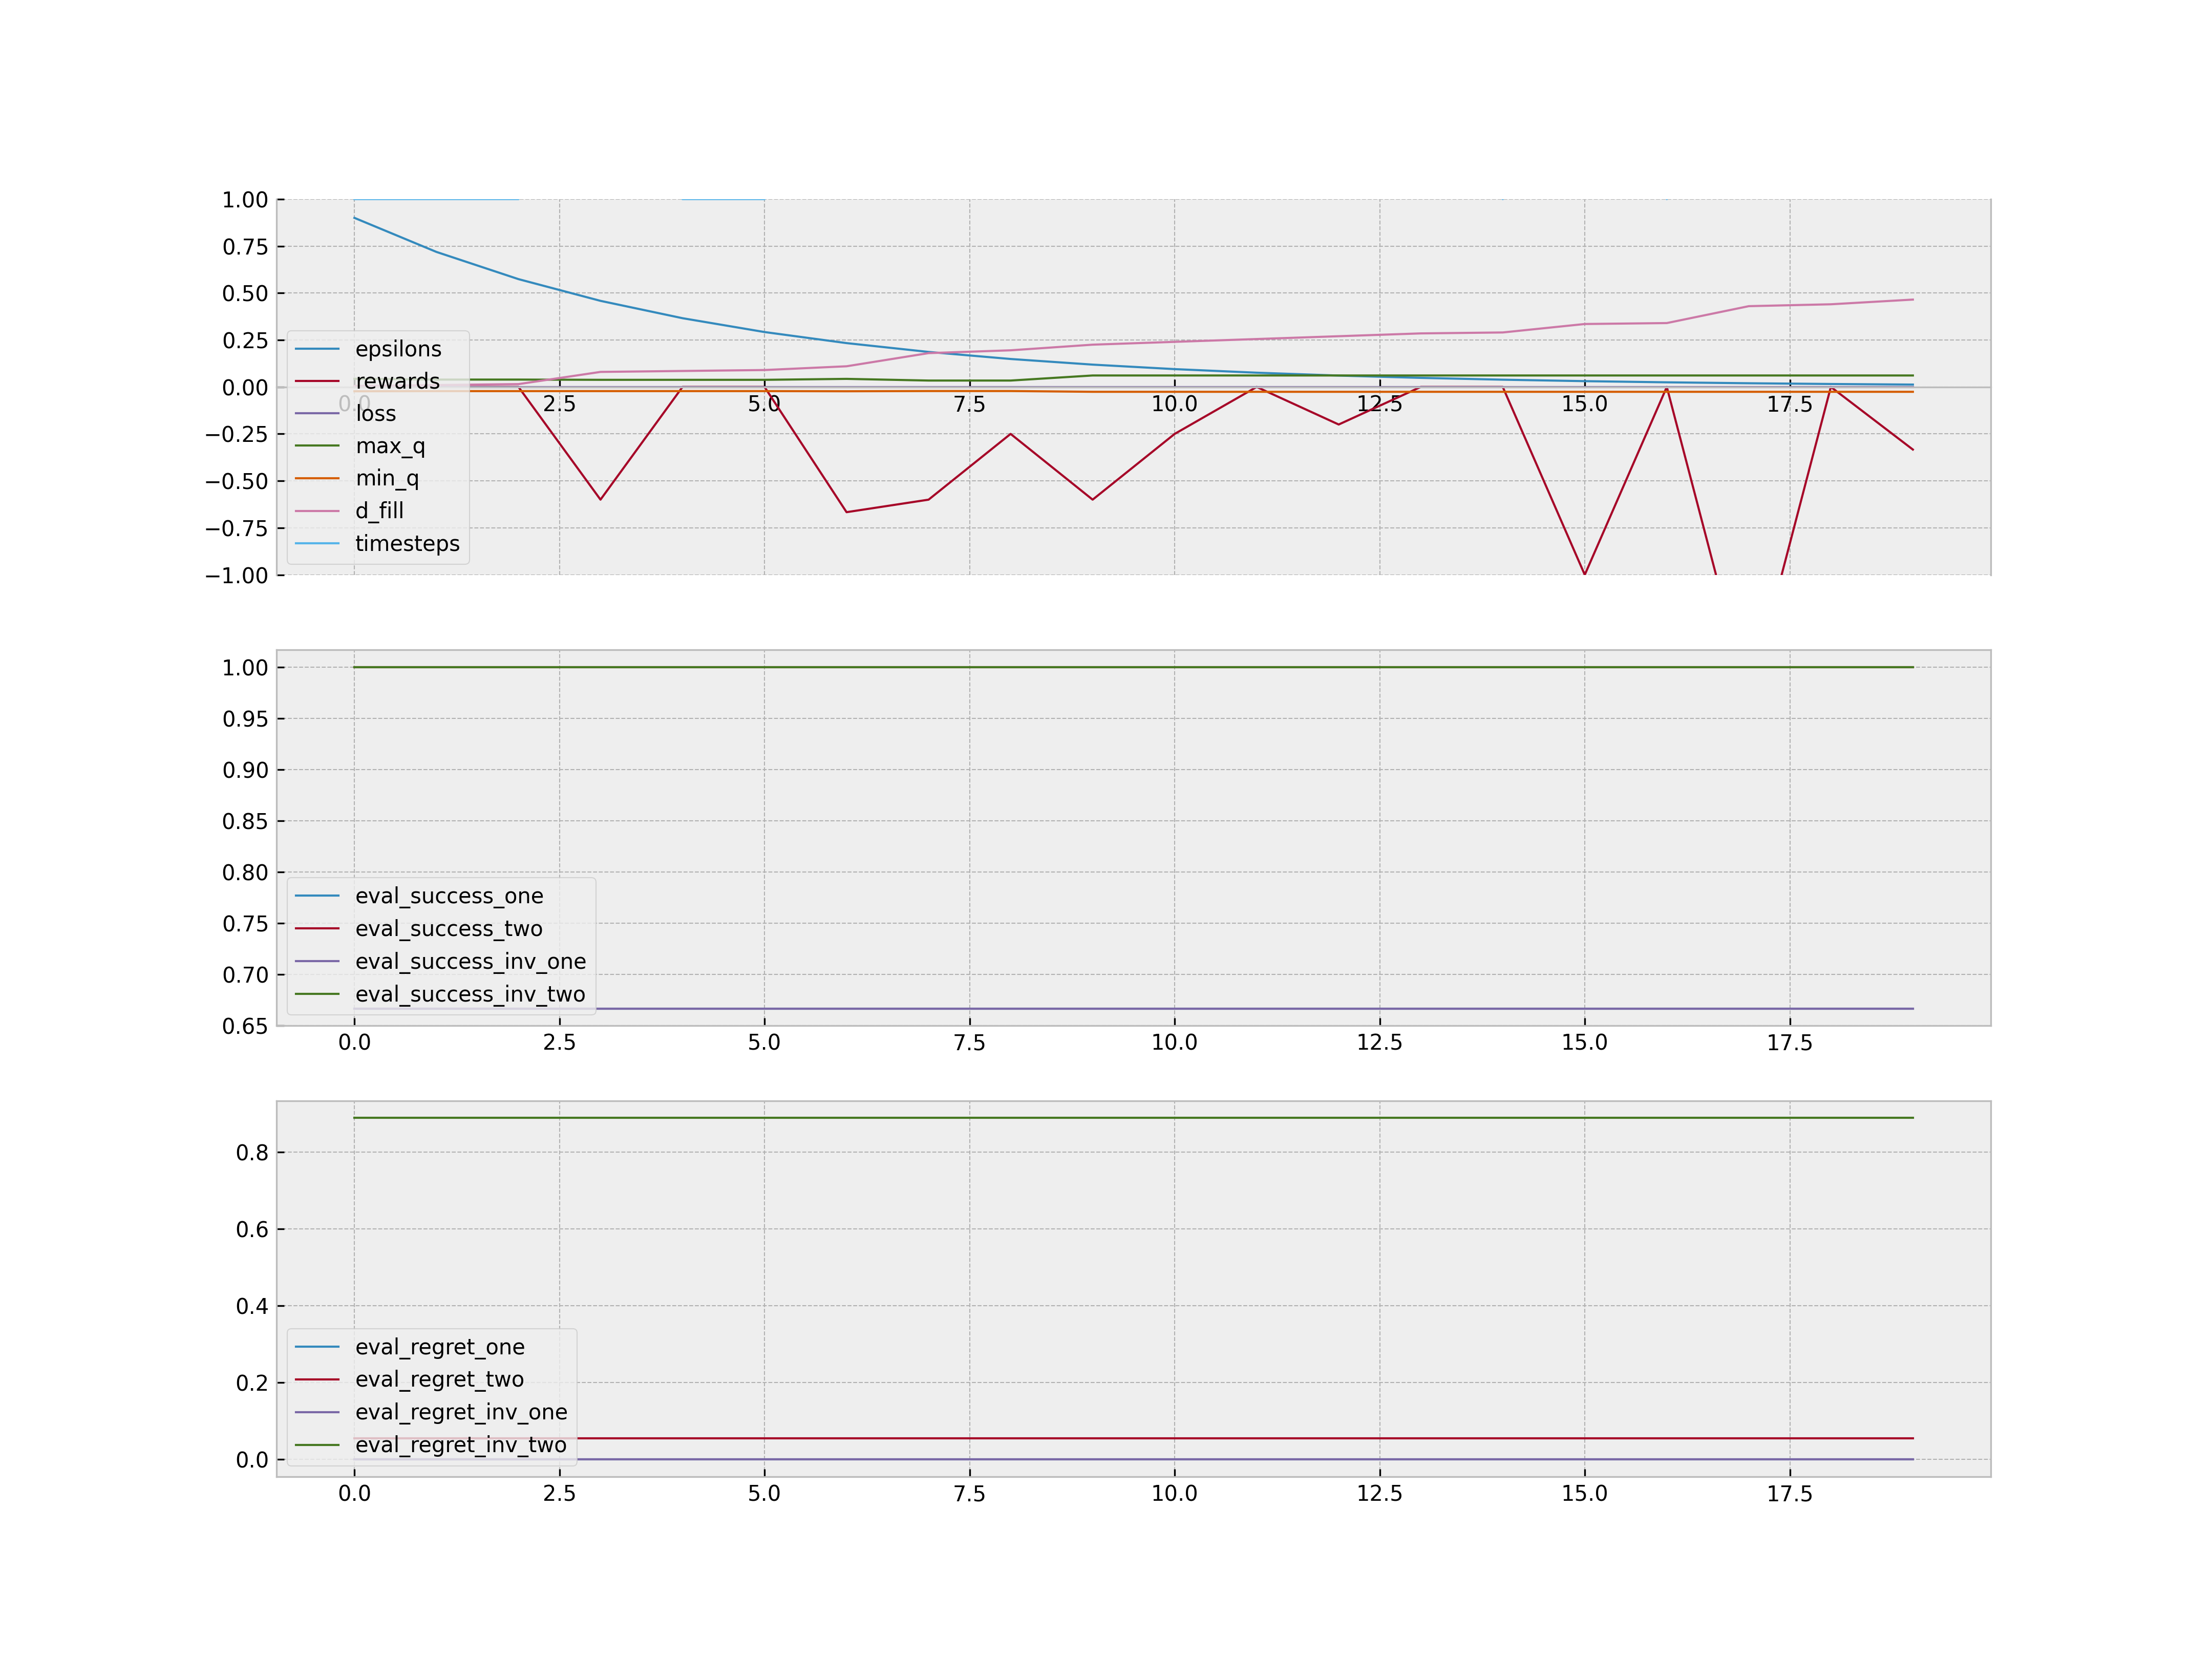 1.00
0.75
0.50
0.25
0.00
−0.25
−0.50
−0.75
−1.00
0.0 2.5 5.0 7.5 10.0 12.5 15.0 17.5
epsilons
rewards
loss
max_q
min_q
d_fill
timesteps
1.00
0.95
0.90
0.85
0.80
0.75
0.70
0.65
eval_success_one
eval_success_two
eval_success_inv_one
eval_success_inv_two
0.0 2.5 5.0 7.5 10.0 12.5 15.0 17.5
0.8
0.6
0.4
0.2
0.0
eval_regret_one
eval_regret_two
eval_regret_inv_one
eval_regret_inv_two
0.0 2.5 5.0 7.5 10.0 12.5 15.0 17.5